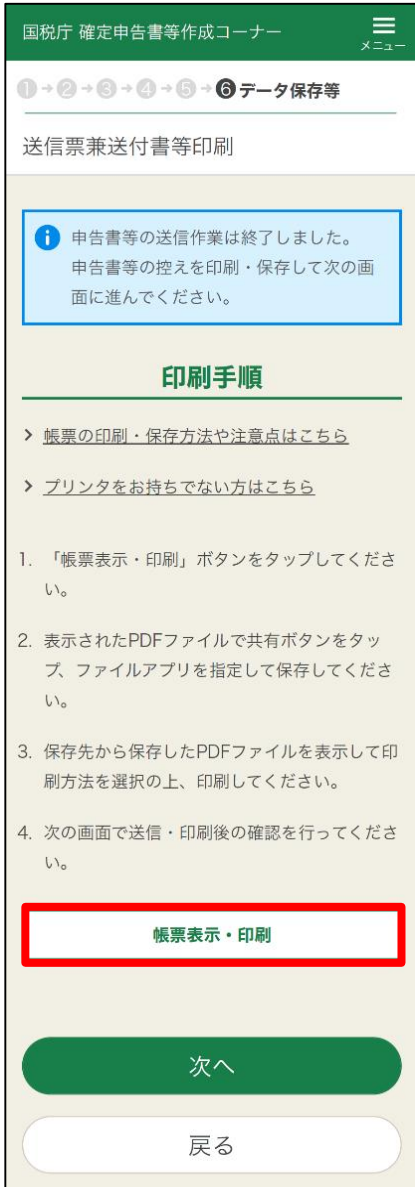 国税庁 確定申告書等作成コーナー
メニュー
❶→❷→❸→❹→❺→❻データ保存等
送信票兼送付書等印刷
申告書等の送信作業は終了しました。
申告書等の控えを印刷・保存して次の画
面に進んでください。
印刷手順
帳票の印刷・保存方法や注意点はこちら
プリンタをお持ちでない方はこちら
1. 「帳票表示・印刷」ボタンをタップしてくださ
い。
2. 表示されたPDFファイルで共有ボタンをタッ
プ、ファイルアプリを指定して保存してくださ
い。
3. 保存先から保存したPDFファイルを表示して印
刷方法を選択の上、印刷してください。
4. 次の画面で送信・印刷後の確認を行ってくださ
い。
帳票表示・印刷
次へ
戻る